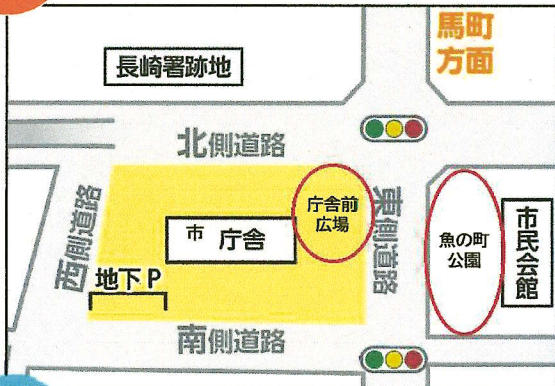 馬町
方面
長崎署跡地
北側道路
庁舎前
広場
市 庁舎
西側道路
東側道路
魚の町
公園
市民会館
地下P
南側道路